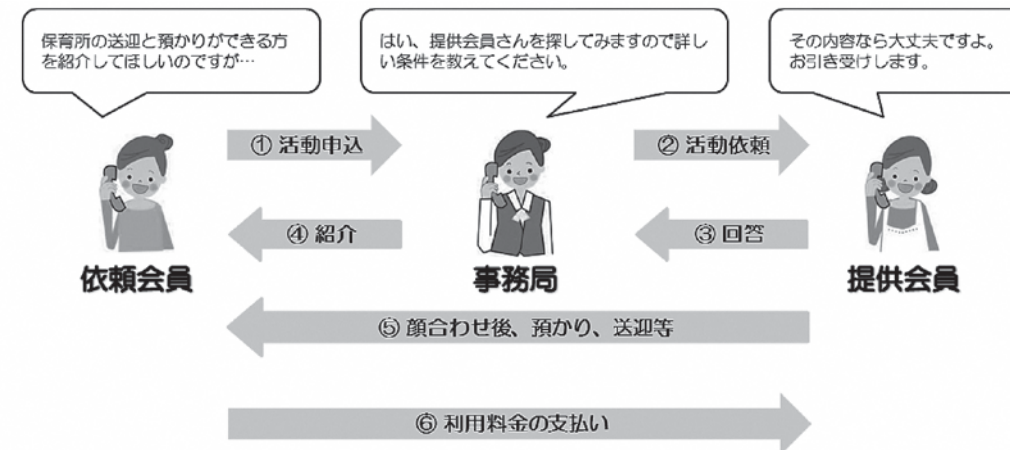 保育所の送迎と預かりができる方
を紹介してほしいのですが…
はい、提供会員さんを探してみますので詳し
い条件を教えてください。
その内容なら大丈夫ですよ。
お引き受けします。
① 活動申込
② 活動依頼
④ 紹介
③ 回答
依頼会員
事務局
提供会員
⑤ 顔合わせ後、預かり、送迎等
⑥ 利用料金の支払い